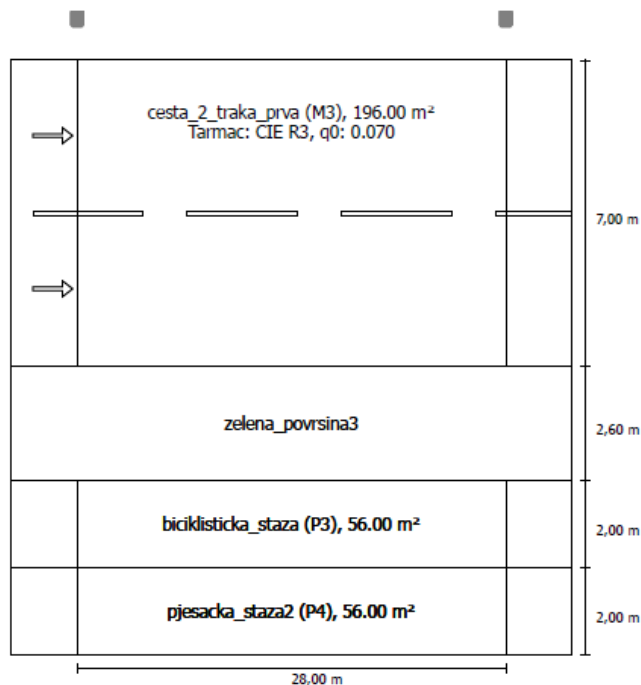 cesta_2_traka_prva (M3), 196.00 m²
Tarmac: CIE R3, q0: 0.070
7,00 m
zelena_povrsina3
2,60 m
biciklisticka_staza (P3), 56.00 m²
2,00 m
pjesacka_staza2 (P4), 56.00 m²
2,00 m
28,00 m